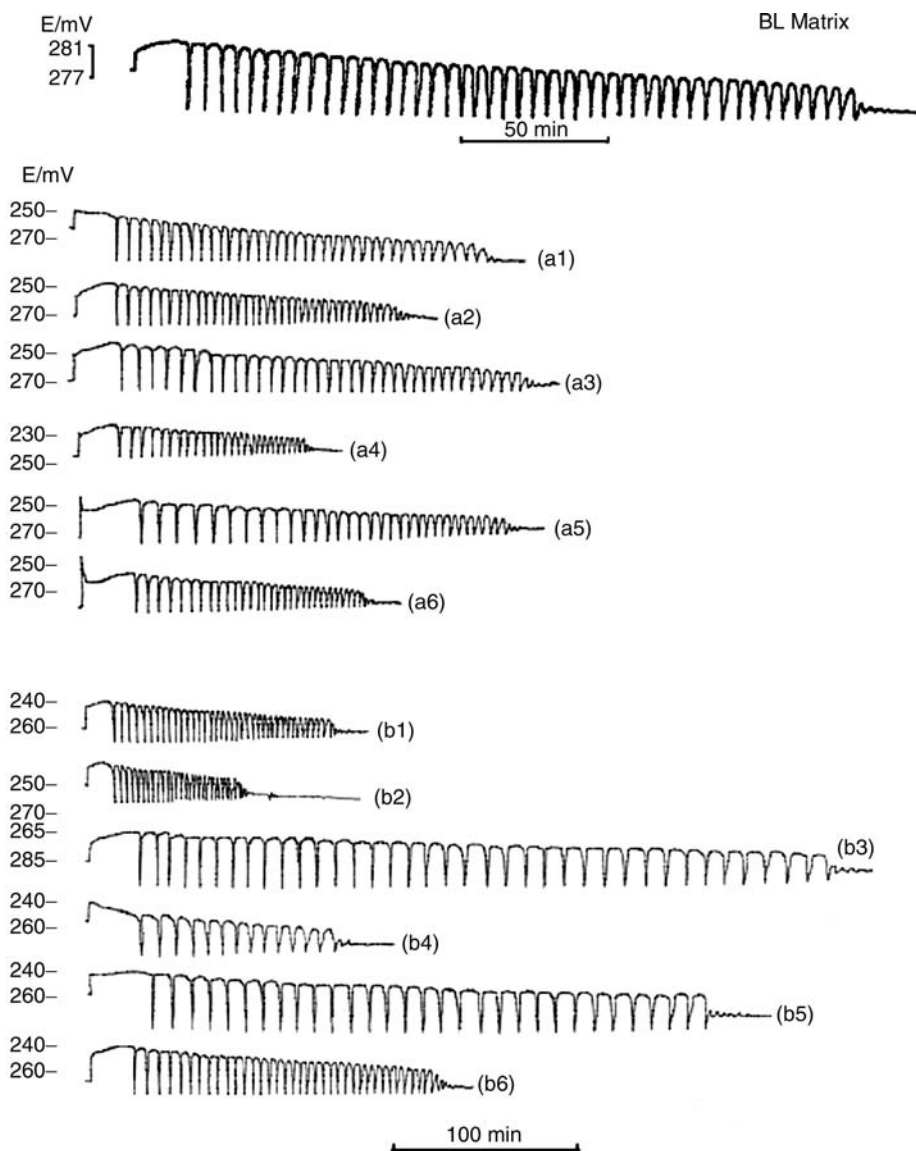 E/mV
BL Matrix
281
277
50 min
E/mV
250–
270–
(a1)
250–
270–
(a2)
250–
270–
(a3)
230–
250–
(a4)
250–
270–
(a5)
250–
270–
(a6)
240–
260–
(b1)
250–
270–
(b2)
265–
285–
(b3)
240–
260–
(b4)
240–
260–
(b5)
240–
260–
(b6)
100 min